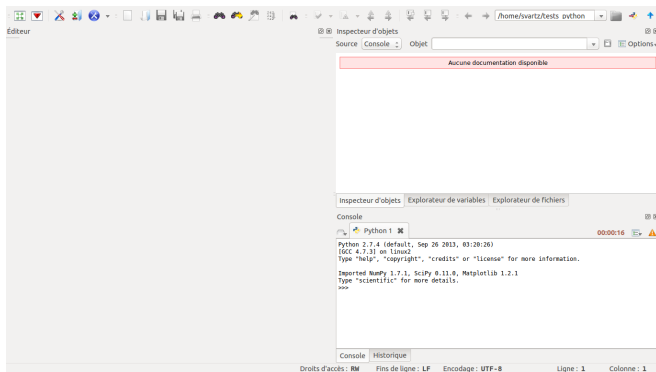 /home/svartz/tests_python
Éditeur
Inspecteur d'objets
Source Console Objet Options
Aucune documentation disponible
Inspecteur d'objets Explorateur de variables Explorateur de fichiers
Console
Python 1 00:00:16
Python 2.7.4 (default, Sep 26 2013, 03:20:26)
[GCC 4.7.3] on linux2
Type "help", "copyright", "credits" or "license" for more information.
Imported NumPy 1.7.1, SciPy 0.11.0, Matplotlib 1.2.1
Type "scientific" for more details.
>>>
Console Historique
Droits d'accès : RW Fins de ligne : LF Encodage : UTF-8 Ligne : 1 Colonne : 1